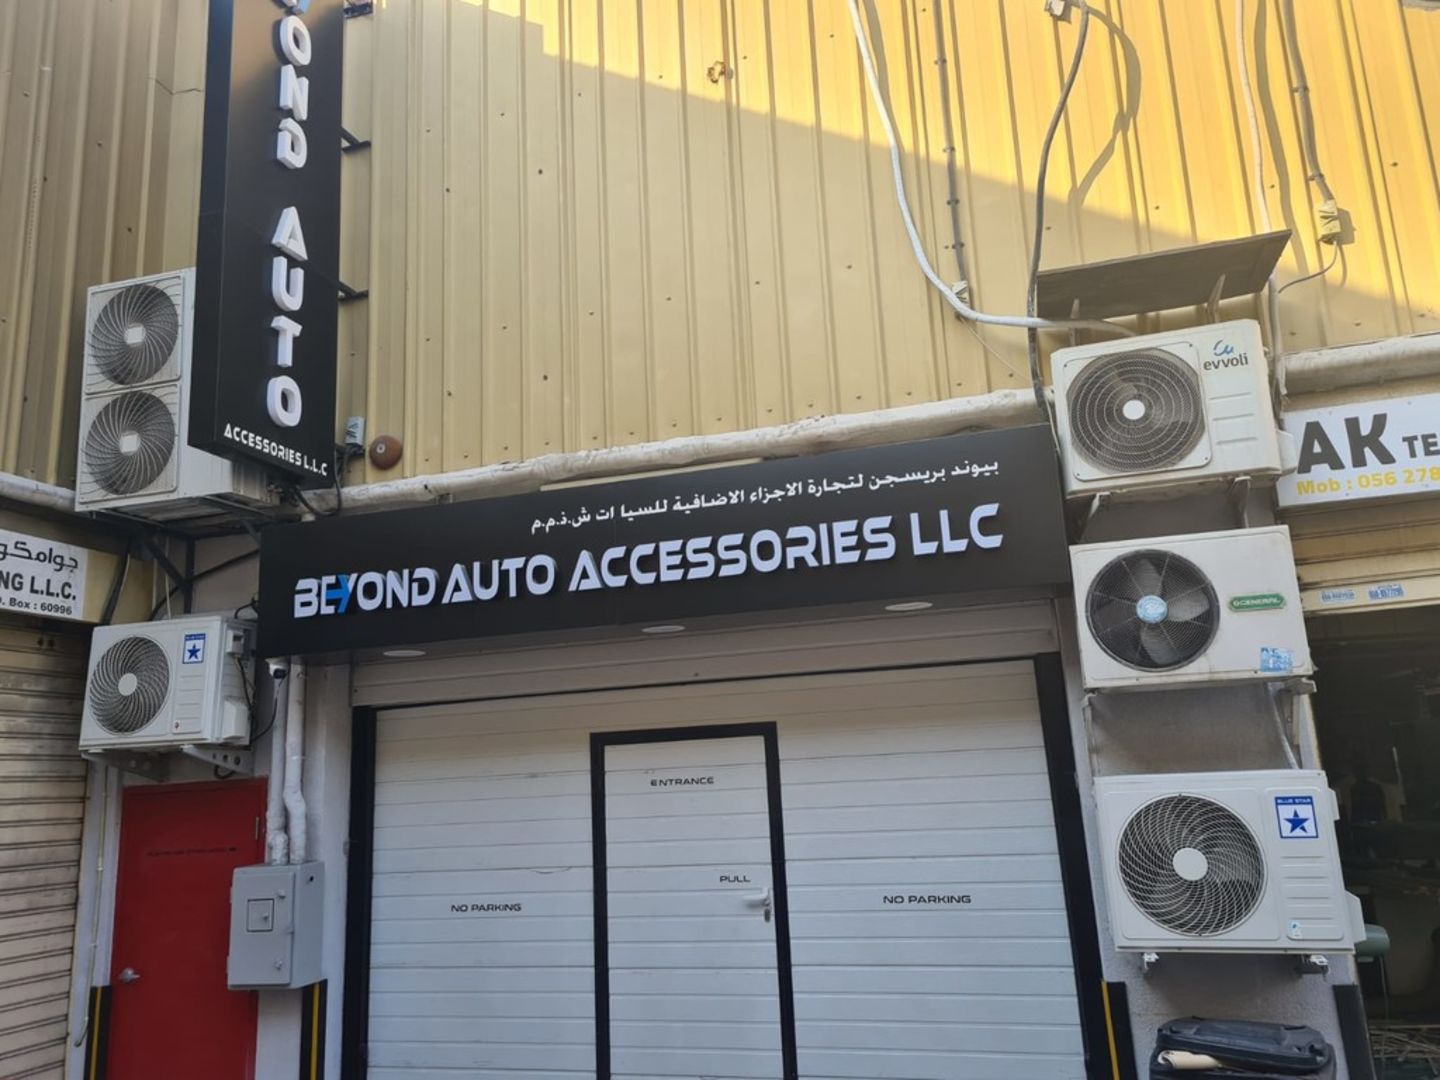 YOND AUTO
ACCESSORIES L.L.C
بيوند بريسجن لتجارة الاجزاء الاضافية للسيا ات ش.ذ.م.م
BEYOND AUTO ACCESSORIES LLC
ENTRANCE
PULL
NO PARKING
NO PARKING
جوامكو
NG L.L.C.
Box : 60996
BLUE STAR
evvoli
GENERAL
BLUE STAR
AK TE
Mob : 056 278